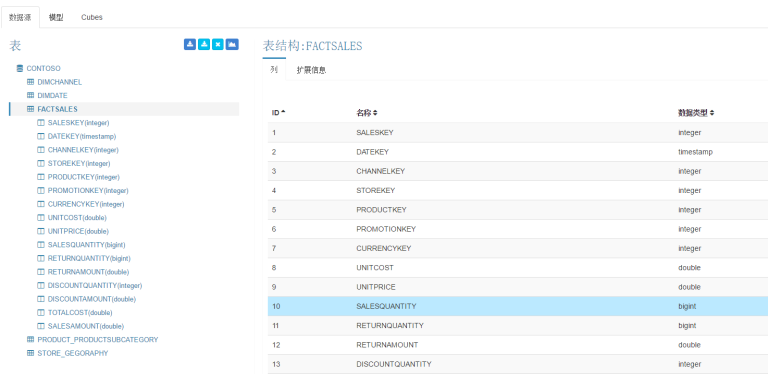 数据源 模型 Cubes
表
CONTOSO
DIMCHANNEL
DIMDATE
FACTSALES
SALESKEY(integer)
DATEKEY(timestamp)
CHANNELKEY(integer)
STOREKEY(integer)
PRODUCTKEY(integer)
PROMOTIONKEY(integer)
CURRENCYKEY(integer)
UNITCOST(double)
UNITPRICE(double)
SALESQUANTITY(bigint)
RETURNQUANTITY(bigint)
RETURNAMOUNT(double)
DISCOUNTQUANTITY(integer)
DISCOUNTAMOUNT(double)
TOTALCOST(double)
SALESAMOUNT(double)
PRODUCT_PRODUCTSUBCATEGORY
STORE_GEGORAPHY
表结构:FACTSALES
列 扩展信息
ID 名称 数据类型
1 SALESKEY integer
2 DATEKEY timestamp
3 CHANNELKEY integer
4 STOREKEY integer
5 PRODUCTKEY integer
6 PROMOTIONKEY integer
7 CURRENCYKEY integer
8 UNITCOST double
9 UNITPRICE double
10 SALESQUANTITY bigint
11 RETURNQUANTITY bigint
12 RETURNAMOUNT double
13 DISCOUNTQUANTITY integer